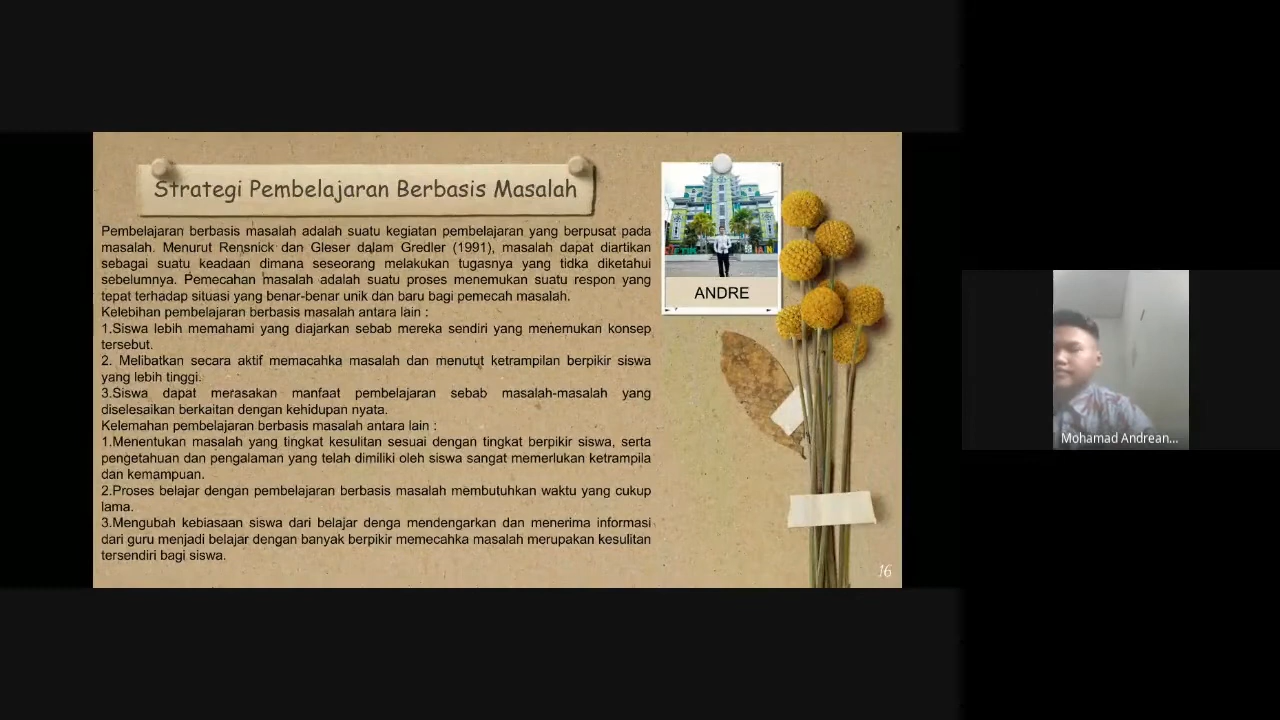 Strategi Pembelajaran Berbasis Masalah
Pembelajaran berbasis masalah adalah suatu kegiatan pembelajaran yang berpusat pada
masalah. Menurut Rensnick dan Gleser dalam Gredler (1991), masalah dapat diartikan
sebagai suatu keadaan dimana seseorang melakukan tugasnya yang tidka diketahui
sebelumnya. Pemecahan masalah adalah suatu proses menemukan suatu respon yang
tepat terhadap situasi yang benar-benar unik dan baru bagi pemecah masalah.
Kelebihan pembelajaran berbasis masalah antara lain :
1.Siswa lebih memahami yang diajarkan sebab mereka sendiri yang menemukan konsep
tersebut.
2. Melibatkan secara aktif memacahka masalah dan menutut ketrampilan berpikir siswa
yang lebih tinggi.
3.Siswa dapat merasakan manfaat pembelajaran sebab masalah-masalah yang
diselesaikan berkaitan dengan kehidupan nyata.
Kelemahan pembelajaran berbasis masalah antara lain :
1.Menentukan masalah yang tingkat kesulitan sesuai dengan tingkat berpikir siswa, serta
pengetahuan dan pengalaman yang telah dimiliki oleh siswa sangat memerlukan ketrampila
dan kemampuan.
2.Proses belajar dengan pembelajaran berbasis masalah membutuhkan waktu yang cukup
lama.
3.Mengubah kebiasaan siswa dari belajar denga mendengarkan dan menerima informasi
dari guru menjadi belajar dengan banyak berpikir memecahka masalah merupakan kesulitan
tersendiri bagi siswa.
ANDRE
16
Mohamad Andrean...